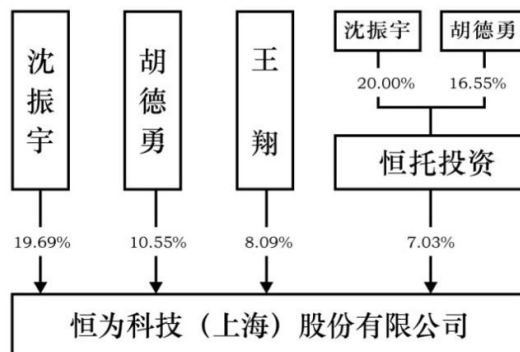 沈振宇
胡德勇
王翔
沈振宇
胡德勇
20.00%
16.55%
恒托投资
19.69%
10.55%
8.09%
7.03%
恒为科技（上海）股份有限公司